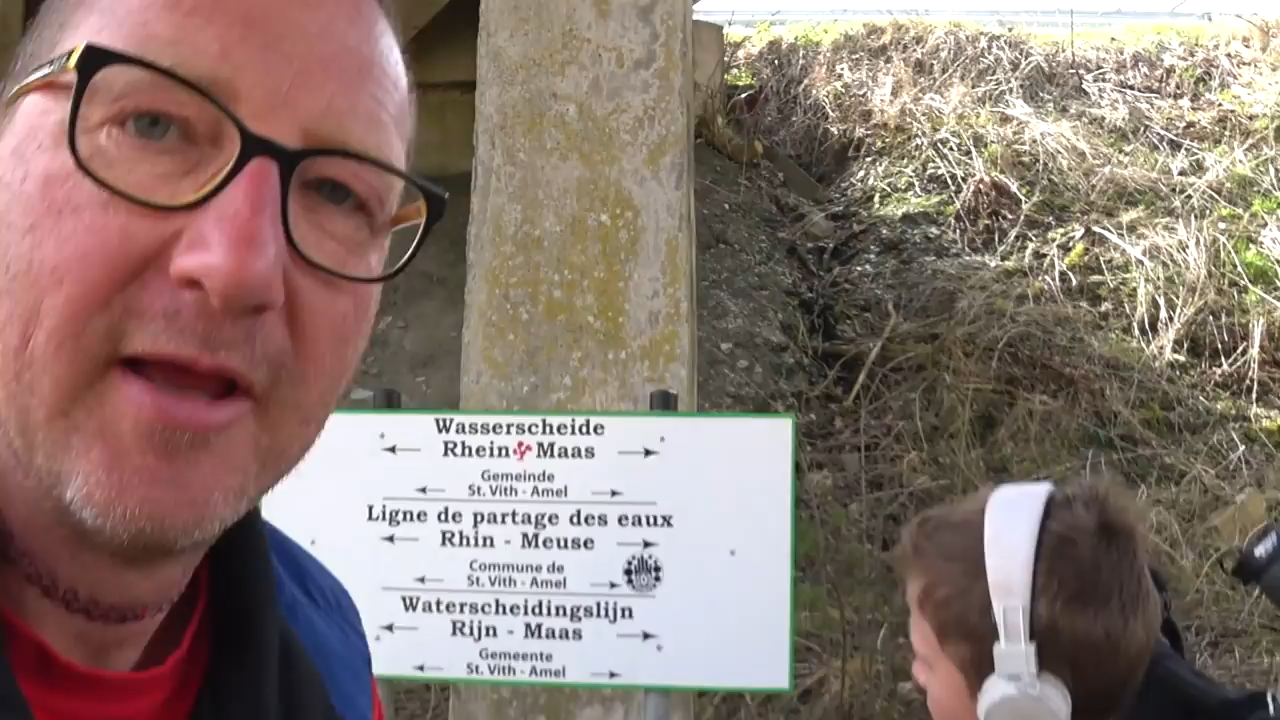 Wasserscheide
← Rhein Maas →
Gemeinde
← St. Vith - Amel →
Ligne de partage des eaux
← Rhin - Meuse →
Commune de
← St. Vith - Amel →
Waterscheidingslijn
← Rijn - Maas →
Gemeente
← St. Vith - Amel →